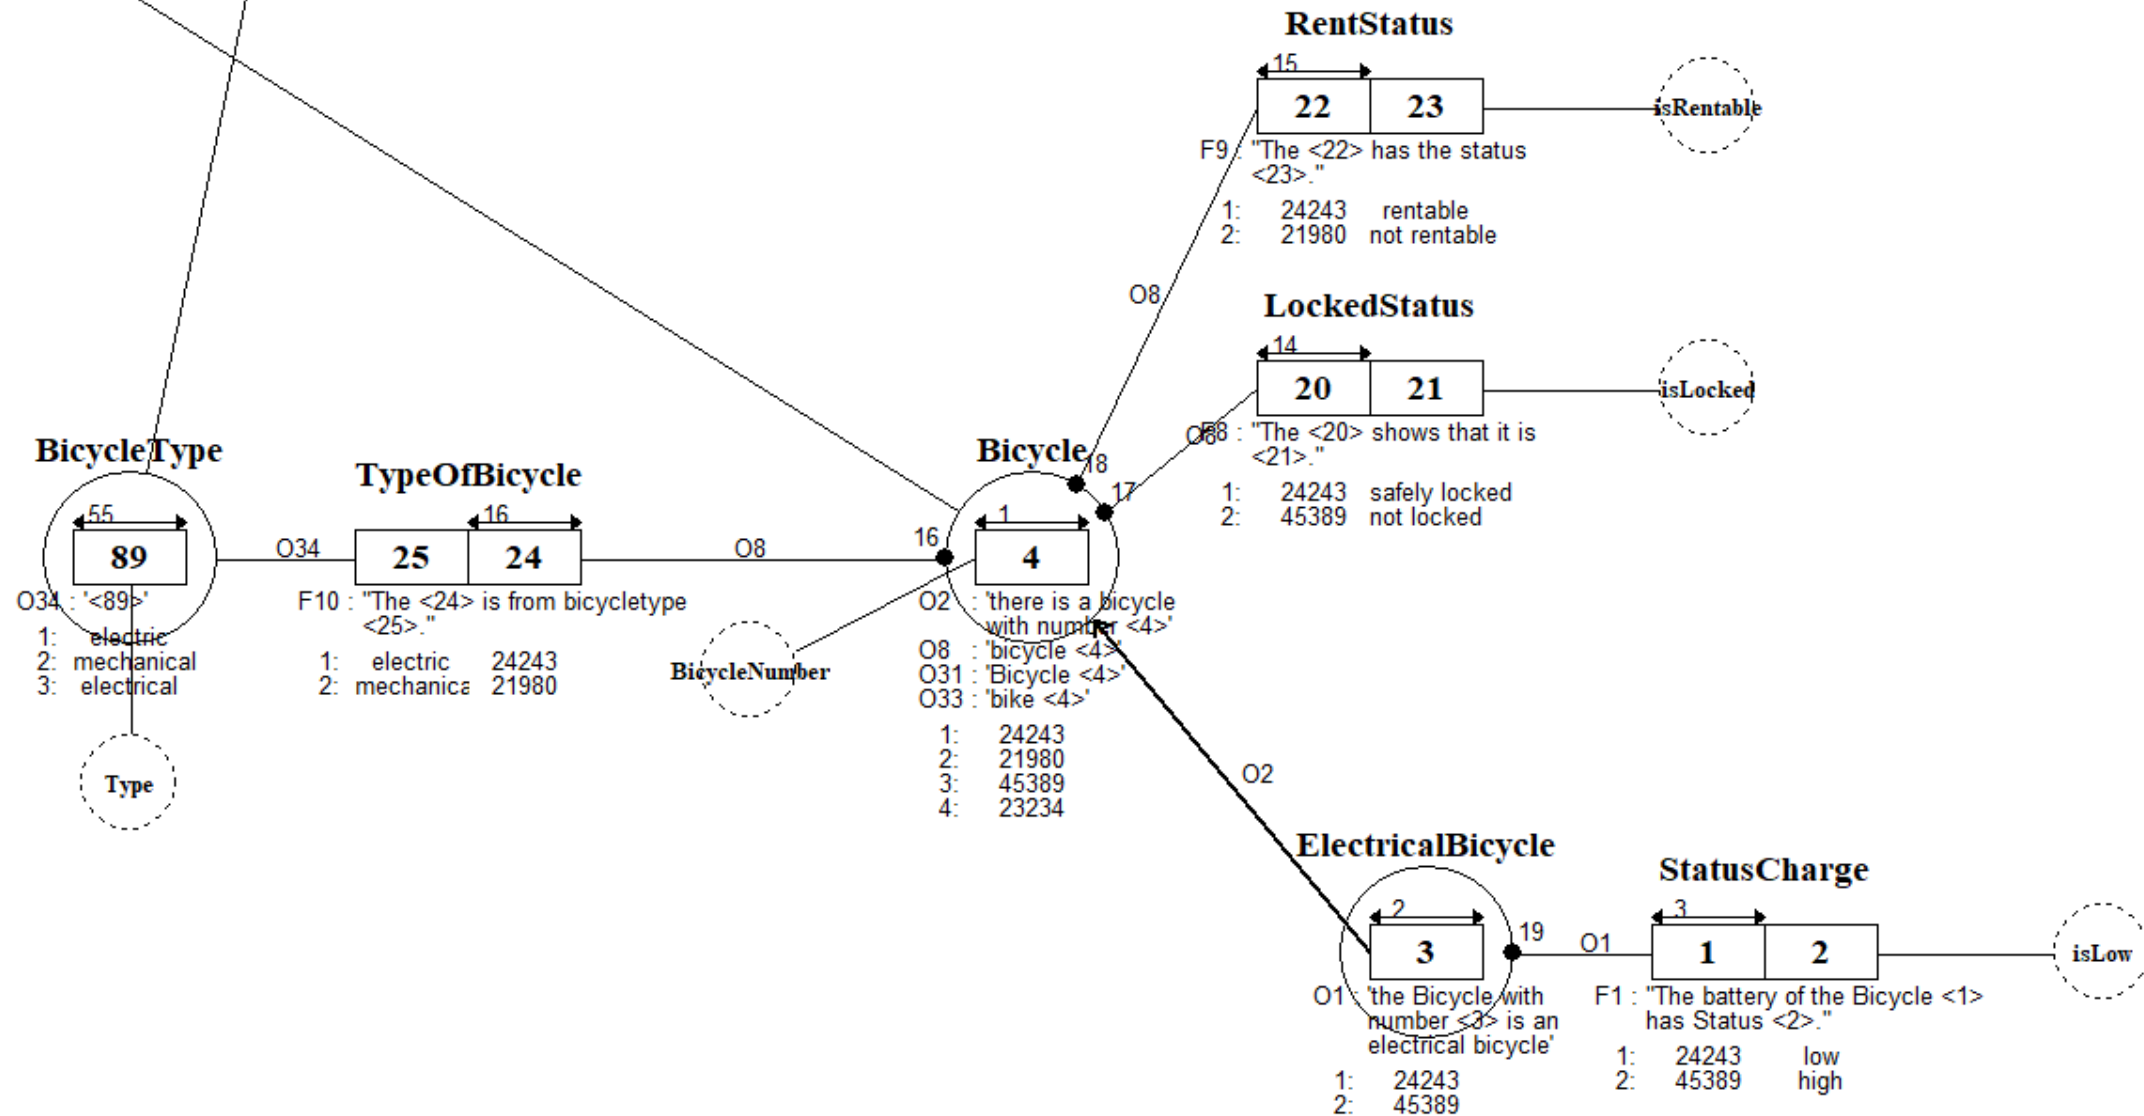 RentStatus
15
22 23
isRentable
F9 : "The <22> has the status
<23>."
1: 24243 rentable
2: 21980 not rentable
O8
LockedStatus
14
20 21
isLocked
O8
F8 : "The <20> shows that it is
<21>."
1: 24243 safely locked
2: 45389 not locked
BicycleType
55
89
O34 : '<89>'
1: electric
2: mechanical
3: electrical
Type
O34
TypeOfBicycle
16
25 24
F10 : "The <24> is from bicycletype
<25>."
1: electric 24243
2: mechanica 21980
O8
BicycleNumber
Bicycle
18
17
16
1
4
O2 : 'there is a bicycle
with number <4>'
O8 : 'bicycle <4>'
O31 : 'Bicycle <4>'
O33 : 'bike <4>'
1: 24243
2: 21980
3: 45389
4: 23234
O2
ElectricalBicycle
2
3
19
O1
O1 : 'the Bicycle with
number <3> is an
electrical bicycle'
1: 24243
2: 45389
StatusCharge
3
1 2
isLow
F1 : "The battery of the Bicycle <1>
has Status <2>."
1: 24243 low
2: 45389 high